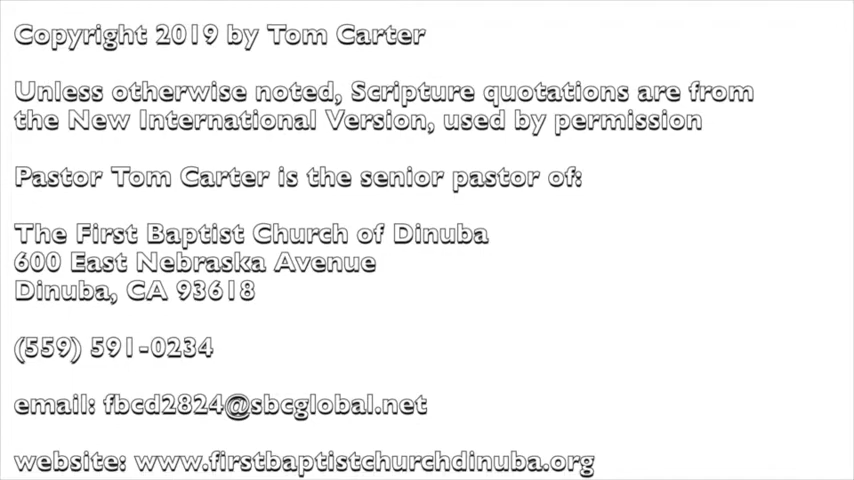 Copyright 2019 by Tom Carter
Unless otherwise noted, Scripture quotations are from
the New International Version, used by permission
Pastor Tom Carter is the senior pastor of:
The First Baptist Church of Dinuba
600 East Nebraska Avenue
Dinuba, CA 93618
(559) 591-0234
email: fbcd2824@sbcglobal.net
website: www.firstbaptistchurchdinuba.org